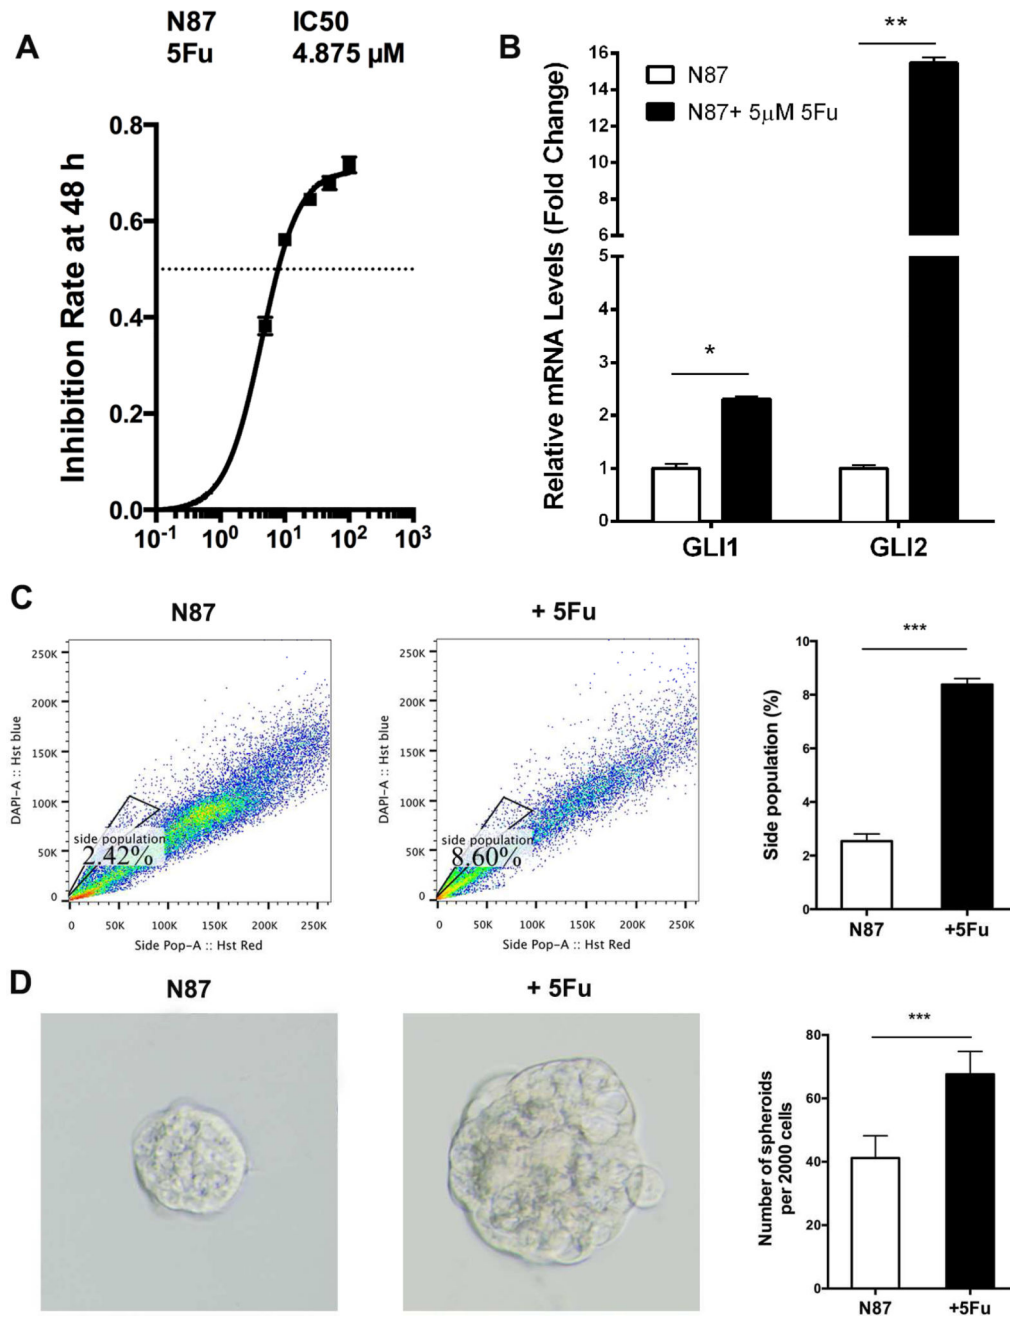 A
N87 IC50
5Fu 4.875 µM
Inhibition Rate at 48 h
0.8
0.6
0.4
0.2
0.0
10-1 100 101 102 103
B
Relative mRNA Levels (Fold Change)
N87
N87+ 5µM 5Fu
**
*
16
14
12
10
8
6
5
4
3
2
1
0
GLI1 GLI2
C
N87
DAPI-A :: Hst blue
250K
200K
150K
100K
50K
0
side population
2.42%
0 50K 100K 150K 200K 250K
Side Pop-A :: Hst Red
+ 5Fu
DAPI-A :: Hst blue
250K
200K
150K
100K
50K
0
side population
8.60%
0 50K 100K 150K 200K 250K
Side Pop-A :: Hst Red
Side population (%)
***
10
8
6
4
2
0
N87 +5Fu
D
N87
+ 5Fu
Number of spheroids
per 2000 cells
***
80
60
40
20
0
N87 +5Fu